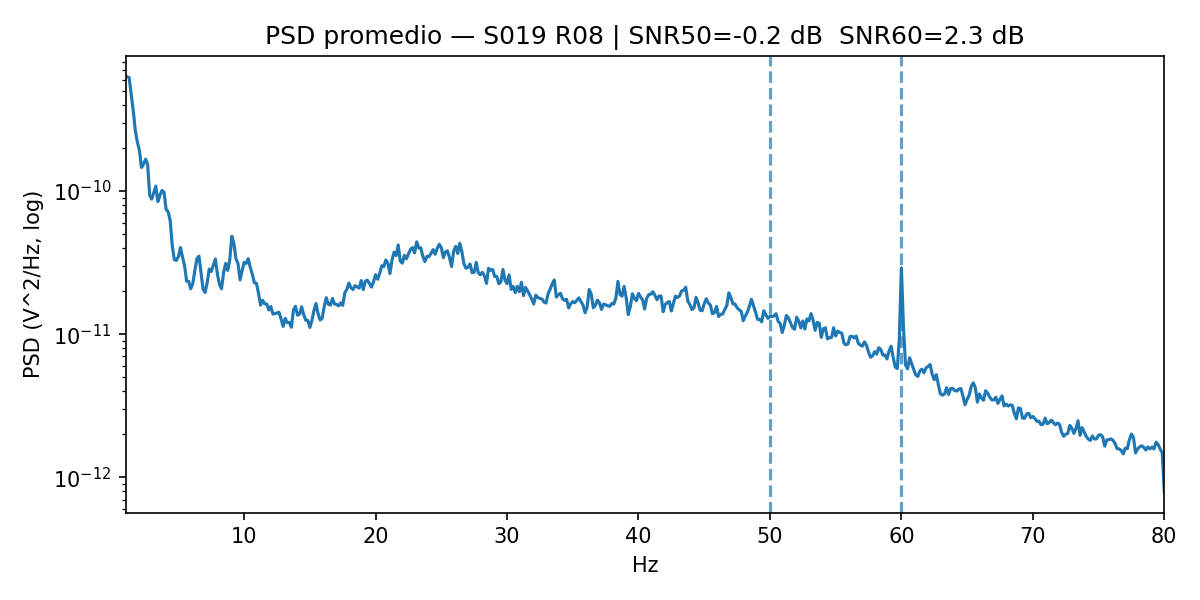 PSD promedio — S019 R08 | SNR50=-0.2 dB  SNR60=2.3 dB
PSD (V^2/Hz, log)
10⁻¹⁰
10⁻¹¹
10⁻¹²
10 20 30 40 50 60 70 80
Hz